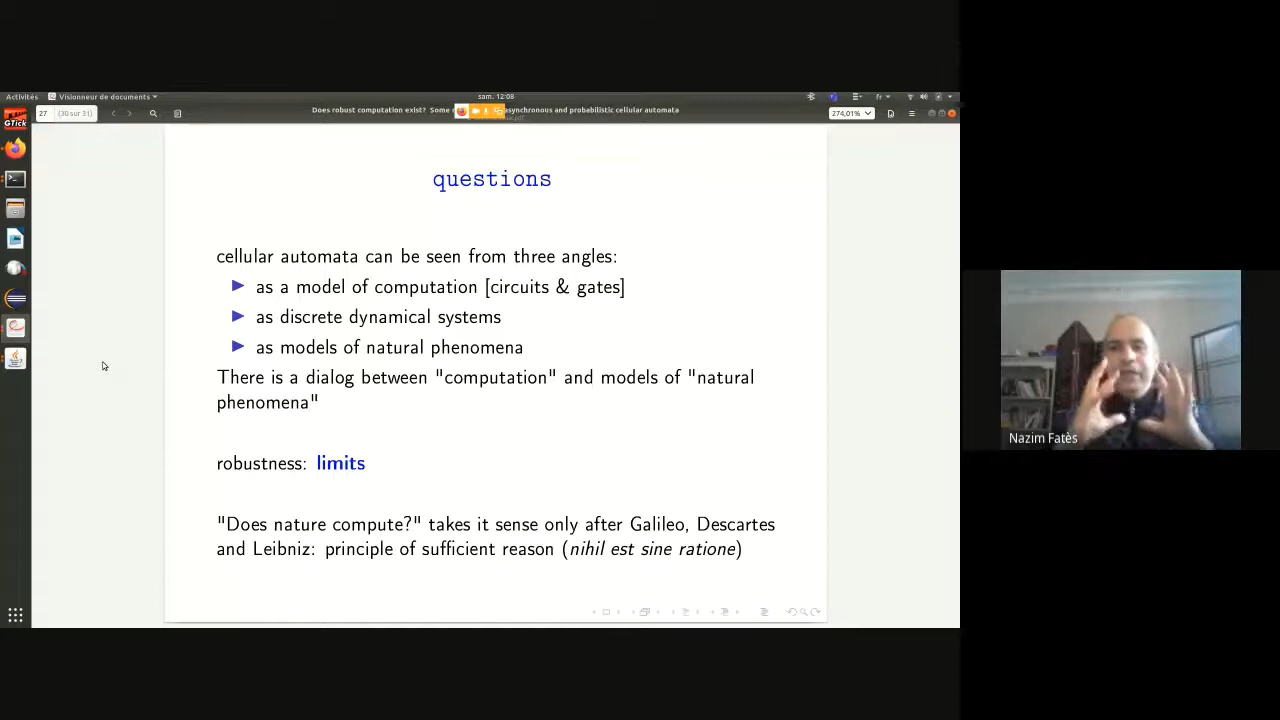 Activités
Visionneur de documents
sam. 12:08
fr
GTick
27
(30 sur 31)
Does robust computation exist? Some
asynchronous and probabilistic cellular automata
274,01%
questions
cellular automata can be seen from three angles:
as a model of computation [circuits & gates]
as discrete dynamical systems
as models of natural phenomena
There is a dialog between "computation" and models of "natural
phenomena"
robustness: limits
"Does nature compute?" takes it sense only after Galileo, Descartes
and Leibniz: principle of sufficient reason (nihil est sine ratione)
Nazim Fatès